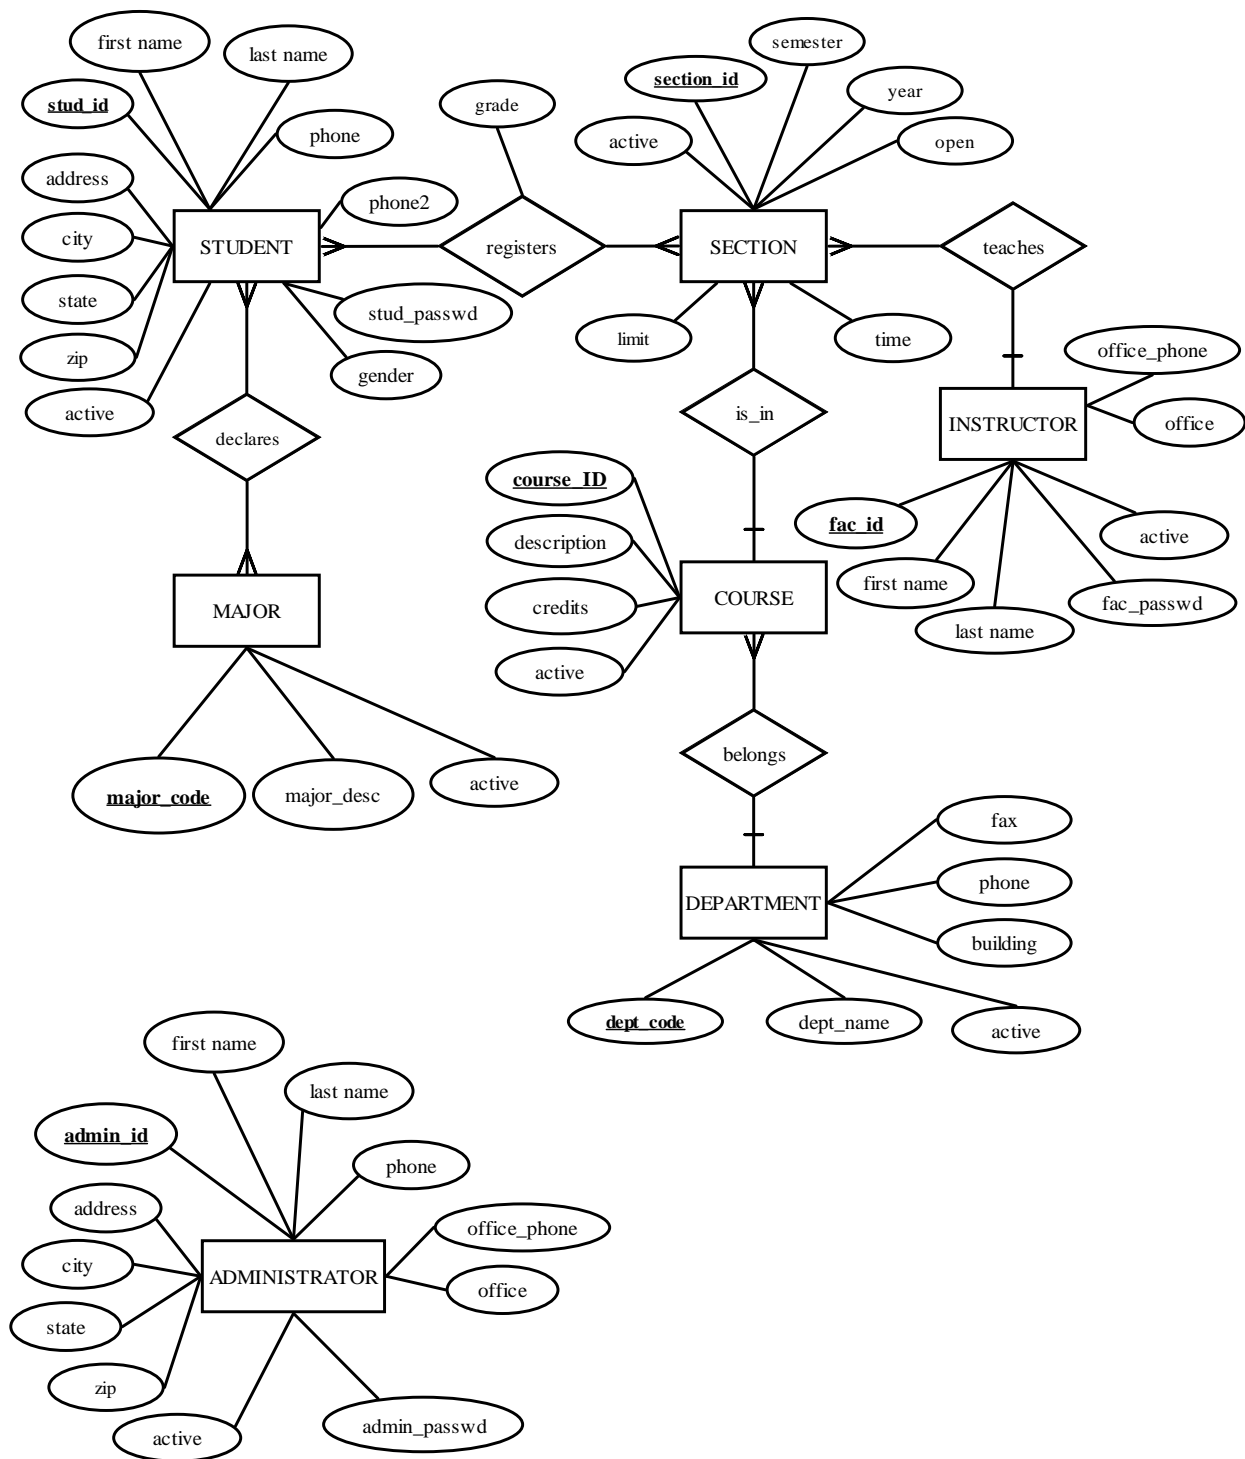 first name
last name
stud_id
phone
address
phone2
city
STUDENT
state
stud_passwd
zip
gender
active
grade
registers
semester
section_id
year
active
open
SECTION
teaches
limit
time
office_phone
office
INSTRUCTOR
fac_id
active
first name
fac_passwd
last name
declares
is_in
course_ID
description
credits
COURSE
active
MAJOR
major_code
major_desc
active
belongs
fax
phone
DEPARTMENT
building
dept_code
dept_name
active
first name
last name
admin_id
phone
address
office_phone
city
ADMINISTRATOR
office
state
zip
active
admin_passwd